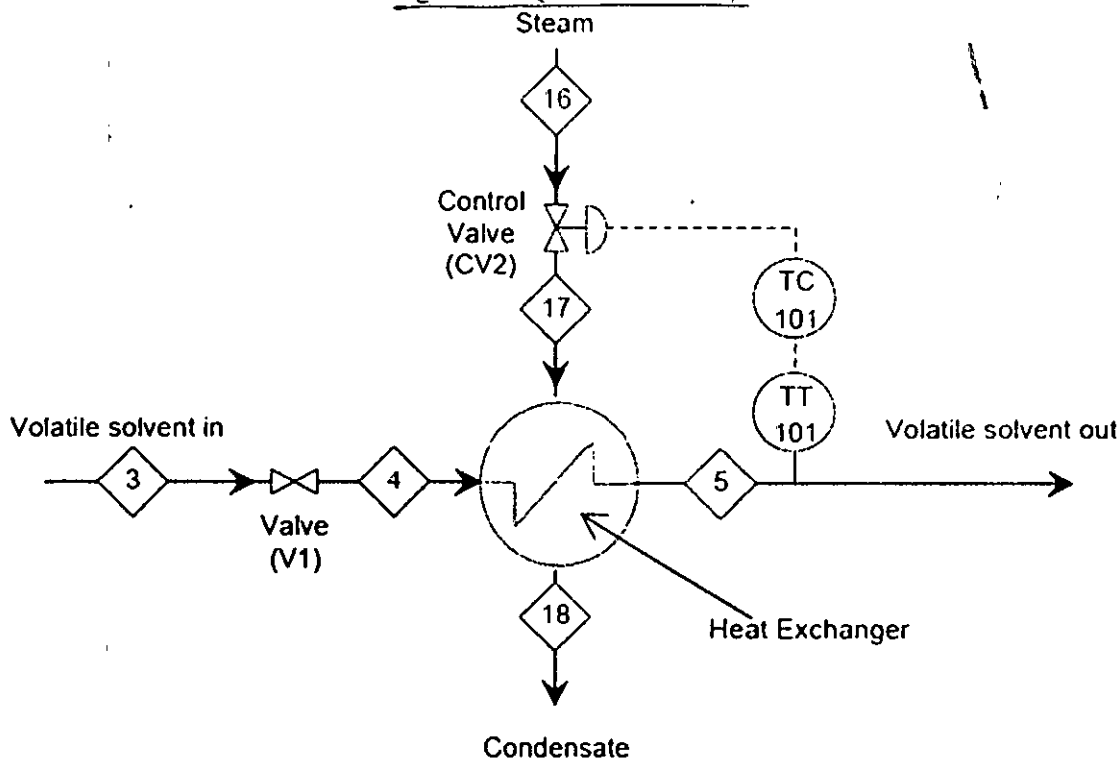 Steam
16
Control
Valve
(CV2)
17
TC
101
TT
101
Volatile solvent in
Volatile solvent out
3
4
5
Valve
(V1)
18
Heat Exchanger
Condensate